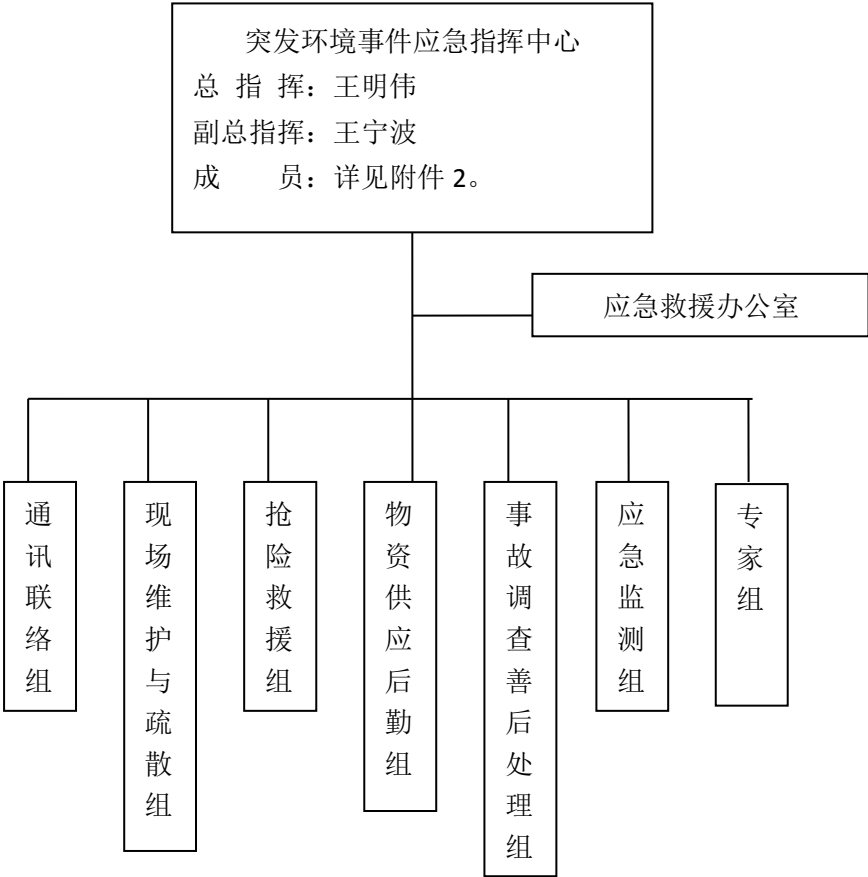 突发环境事件应急指挥中心
总 指 挥：王明伟
副总指挥：王宁波
成　　员：详见附件 2。
应急救援办公室
通讯联络组
现场维护与疏散组
抢险救援组
物资供应后勤组
事故调查善后处理组
应急监测组
专家组